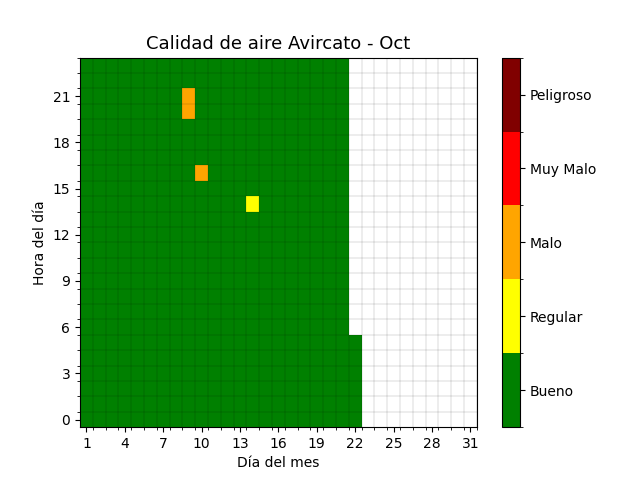 Calidad de aire Avircato - Oct
Hora del día
21
18
15
12
9
6
3
0
1 4 7 10 13 16 19 22 25 28 31
Día del mes
Peligroso
Muy Malo
Malo
Regular
Bueno